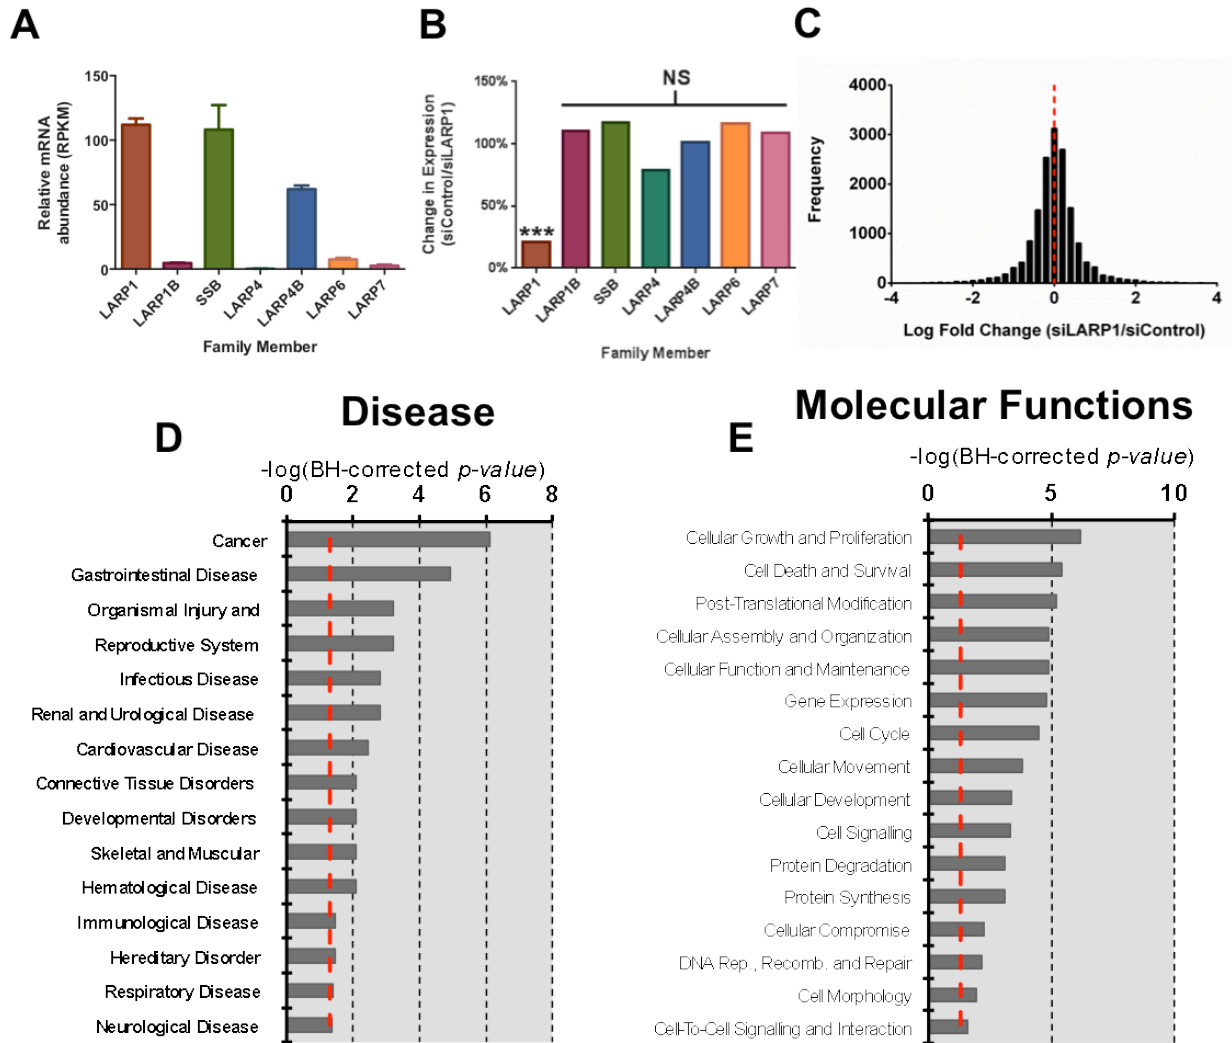 A
B
C
150
100
50
0
Relative mRNA
abundance (RPKM)
LARP1
LARP1B
SSB
LARP4
LARP4B
LARP6
LARP7
Family Member
150%
100%
50%
0%
Change in Expression
(siControl/siLARP1)
NS
***
LARP1
LARP1B
SSB
LARP4
LARP4B
LARP6
LARP7
Family Member
4000
3000
2000
1000
0
Frequency
-4
-2
0
2
4
Log Fold Change (siLARP1/siControl)
Disease
D
-log(BH-corrected p-value)
0 2 4 6 8
Cancer
Gastrointestinal Disease
Organismal Injury and
Reproductive System
Infectious Disease
Renal and Urological Disease
Cardiovascular Disease
Connective Tissue Disorders
Developmental Disorders
Skeletal and Muscular
Hematological Disease
Immunological Disease
Hereditary Disorder
Respiratory Disease
Neurological Disease
Molecular Functions
E
-log(BH-corrected p-value)
0 5 10
Cellular Growth and Proliferation
Cell Death and Survival
Post-Translational Modification
Cellular Assembly and Organization
Cellular Function and Maintenance
Gene Expression
Cell Cycle
Cellular Movement
Cellular Development
Cell Signalling
Protein Degradation
Protein Synthesis
Cellular Compromise
DNA Rep., Recomb. and Repair
Cell Morphology
Cell-To-Cell Signalling and Interaction